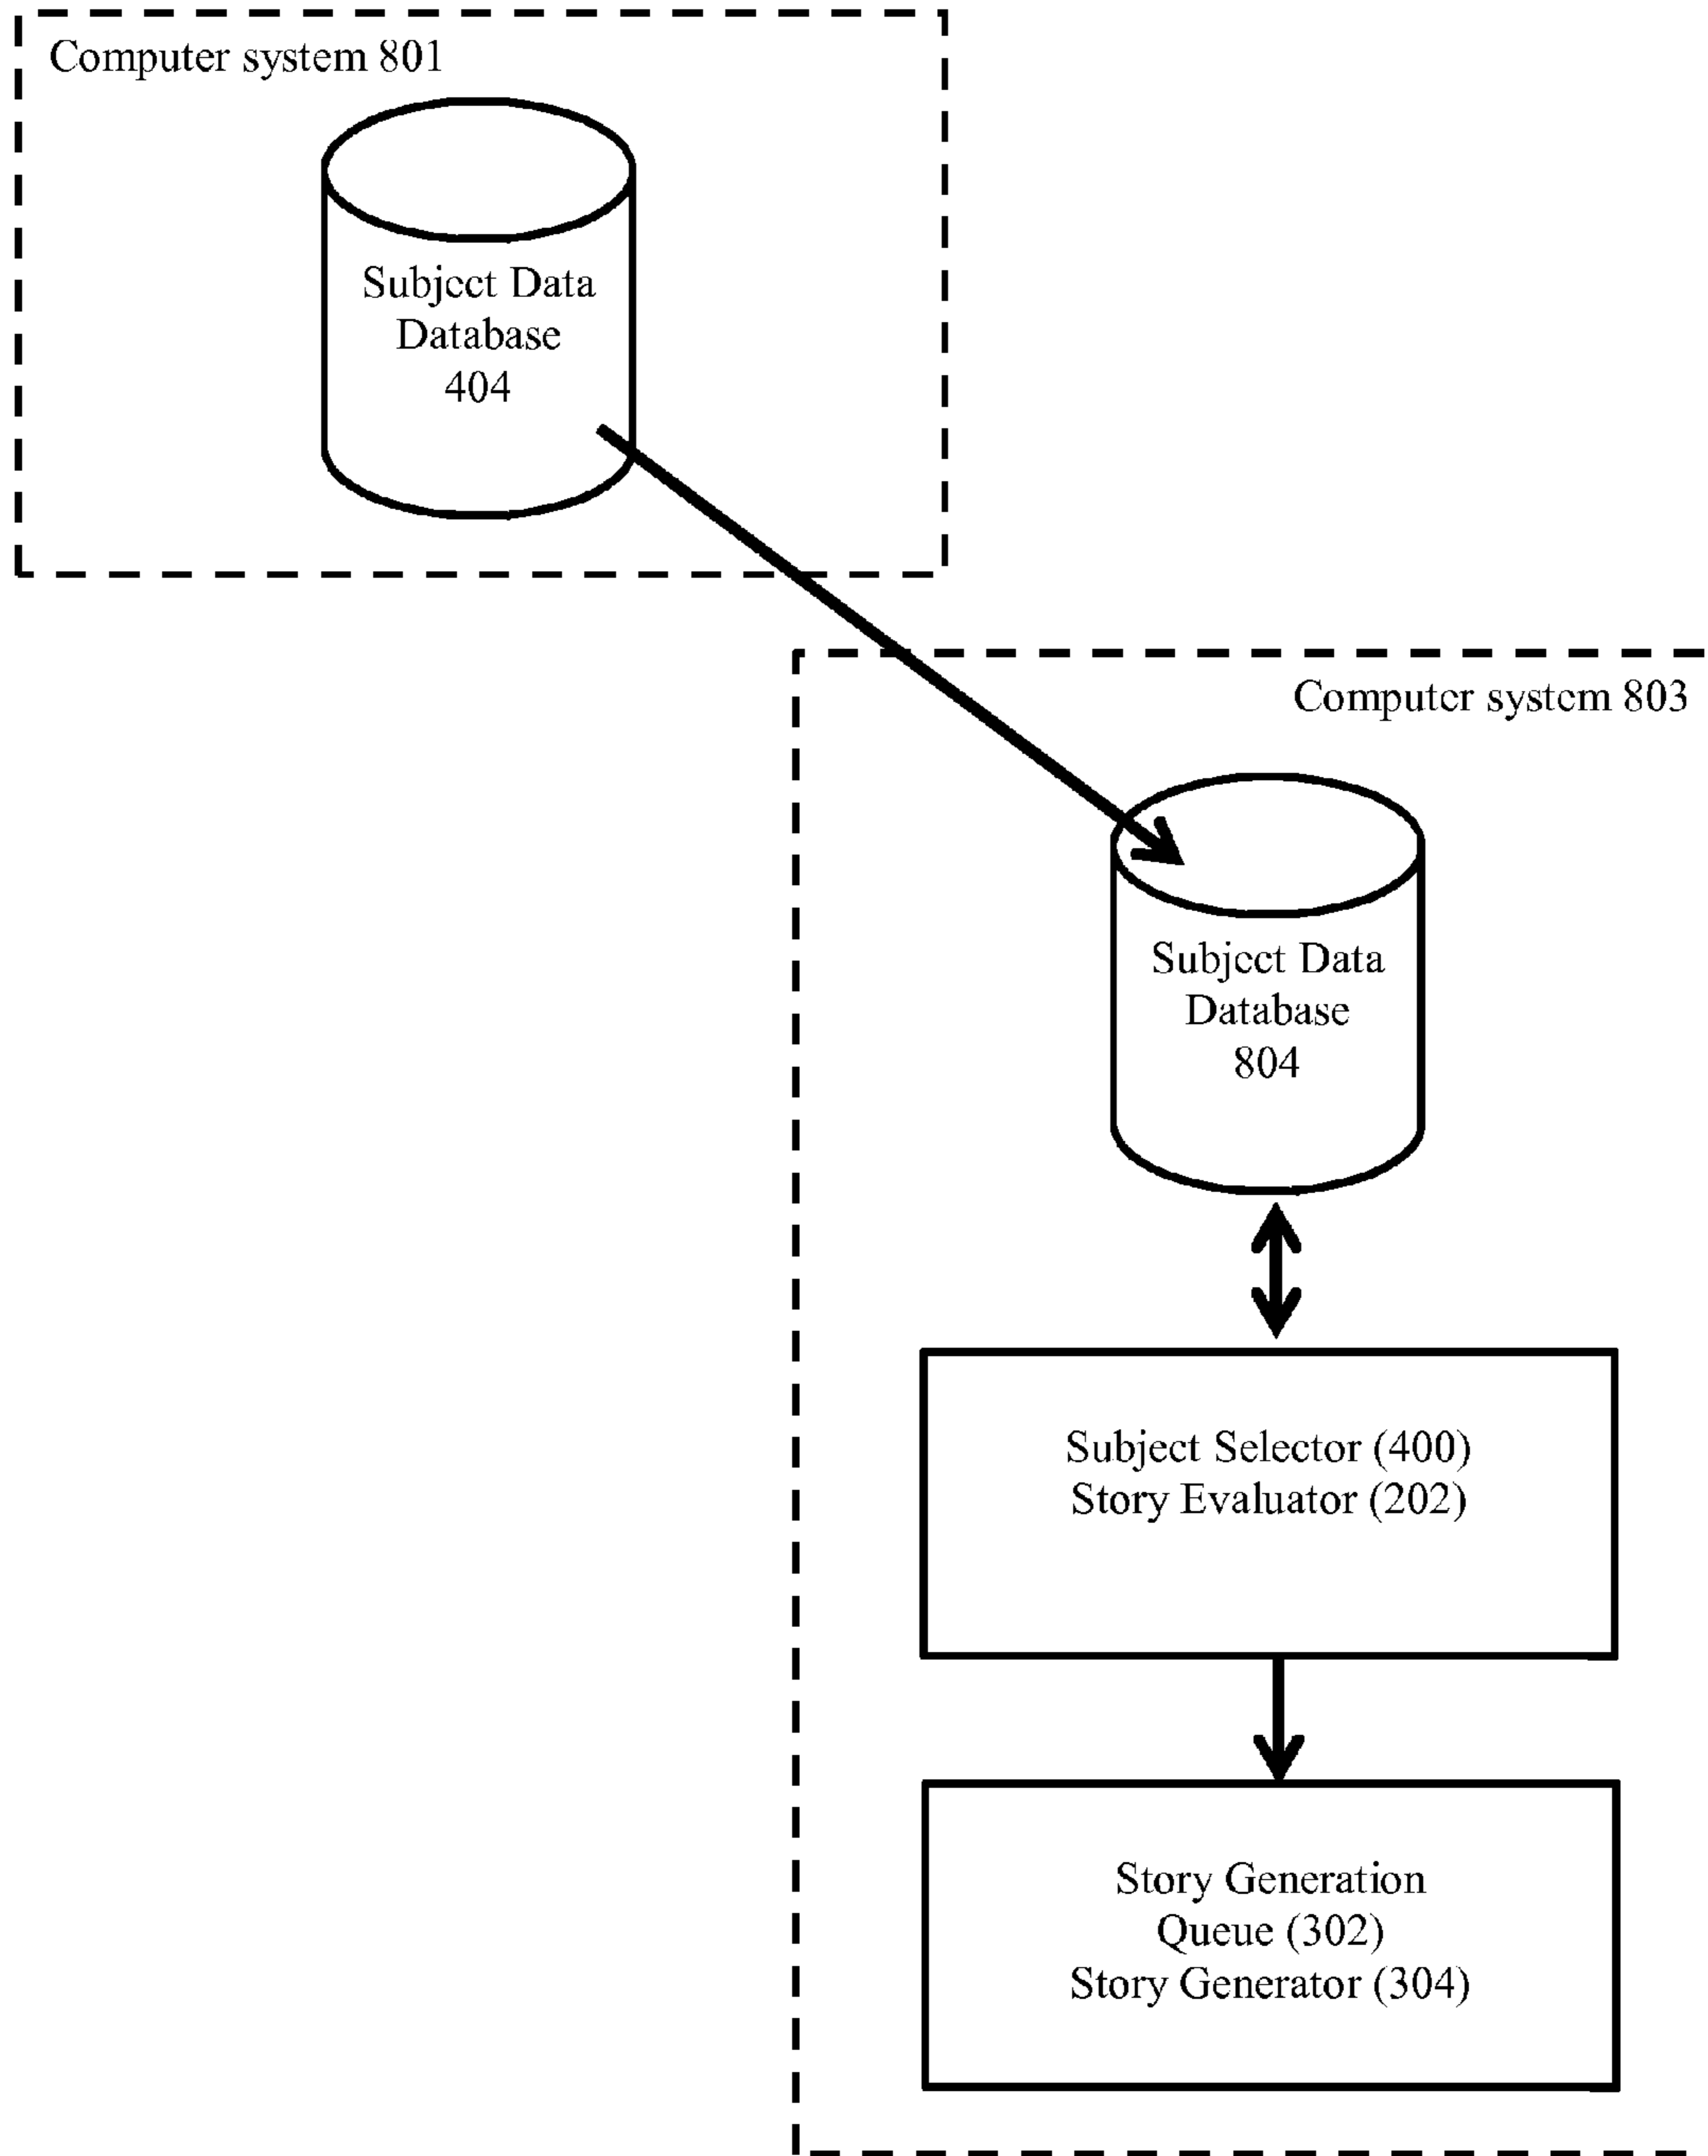 Computer system 801
Subject Data
Database
404
Computer system 803
Subject Data
Database
804
Subject Selector (400)
Story Evaluator (202)
Story Generation
Queue (302)
Story Generator (304)